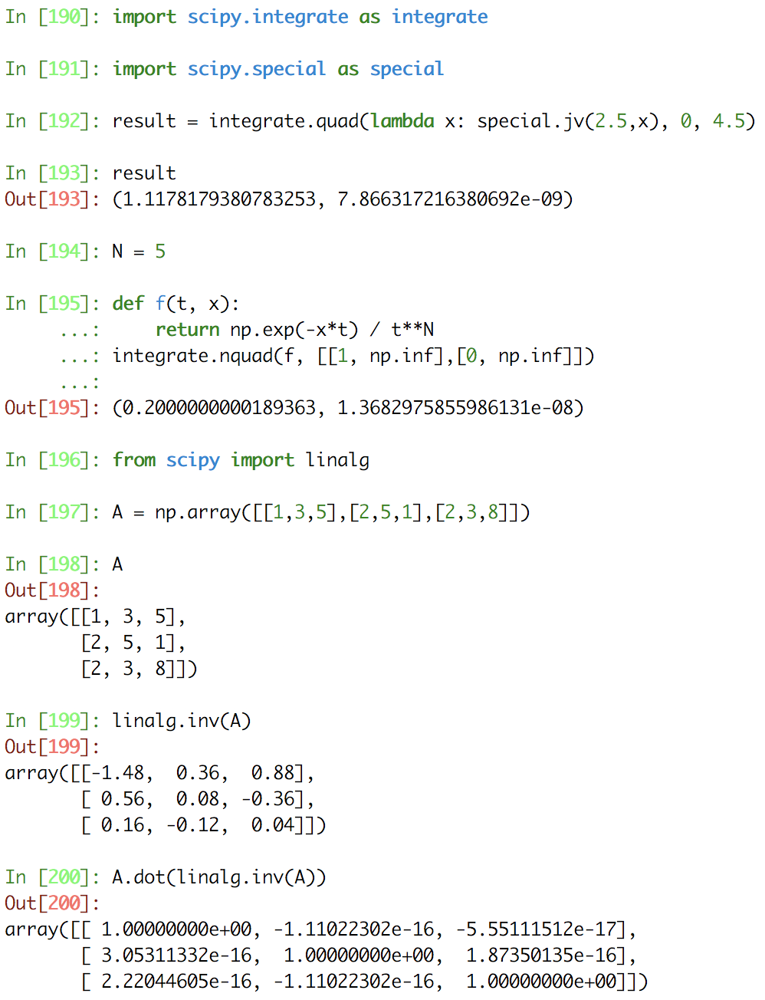 In [190]: import scipy.integrate as integrate
In [191]: import scipy.special as special
In [192]: result = integrate.quad(lambda x: special.jv(2.5,x), 0, 4.5)
In [193]: result
Out[193]: (1.1178179380783253, 7.866317216380692e-09)
In [194]: N = 5
In [195]: def f(t, x):
     ...:     return np.exp(-x*t) / t**N
     ...: integrate.nquad(f, [[1, np.inf],[0, np.inf]])
     ...:
Out[195]: (0.2000000000189363, 1.3682975855986131e-08)
In [196]: from scipy import linalg
In [197]: A = np.array([[1,3,5],[2,5,1],[2,3,8]])
In [198]: A
Out[198]:
array([[1, 3, 5],
       [2, 5, 1],
       [2, 3, 8]])
In [199]: linalg.inv(A)
Out[199]:
array([[-1.48,  0.36,  0.88],
       [ 0.56,  0.08, -0.36],
       [ 0.16, -0.12,  0.04]])
In [200]: A.dot(linalg.inv(A))
Out[200]:
array([[ 1.00000000e+00, -1.11022302e-16, -5.55111512e-17],
       [ 3.05311332e-16,  1.00000000e+00,  1.87350135e-16],
       [ 2.22044605e-16, -1.11022302e-16,  1.00000000e+00]])